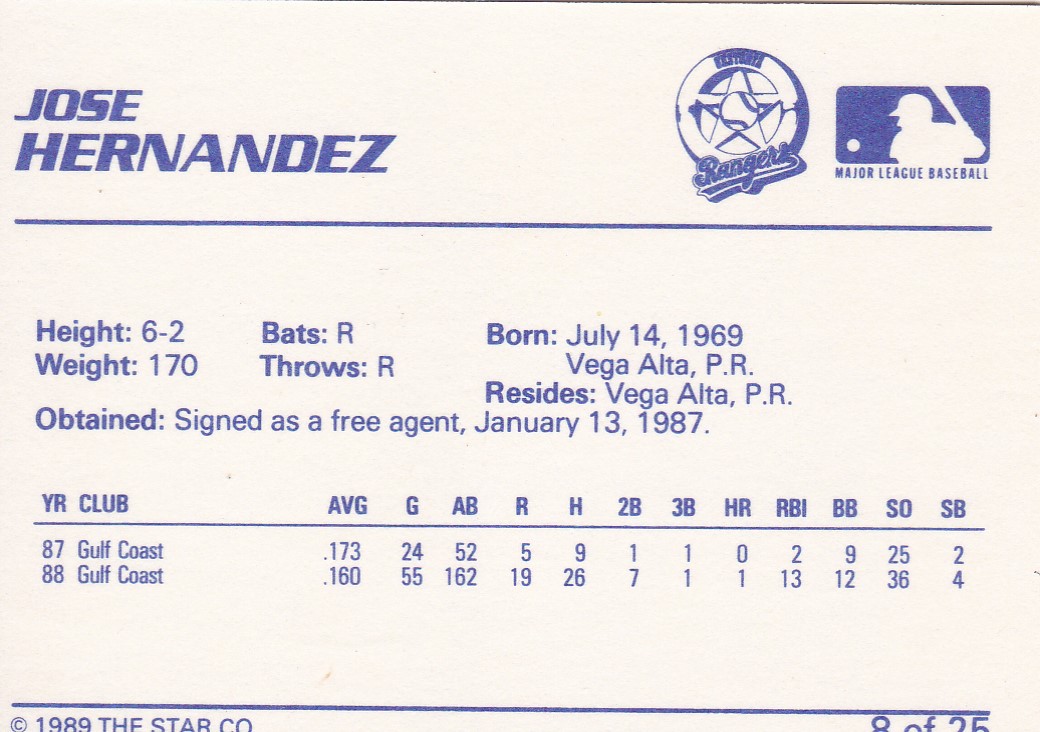 JOSE
HERNANDEZ
Rangers
MAJOR LEAGUE BASEBALL
Height: 6-2 Bats: R Born: July 14, 1969
Weight: 170 Throws: R Vega Alta, P.R.
Resides: Vega Alta, P.R.
Obtained: Signed as a free agent, January 13, 1987.
YR CLUB AVG G AB R H 2B 3B HR RBI BB SO SB
87 Gulf Coast .173 24 52 5 9 1 1 0 2 9 25 2
88 Gulf Coast .160 55 162 19 26 7 1 1 13 12 36 4
© 1989 THE STAR CO
8 of 25